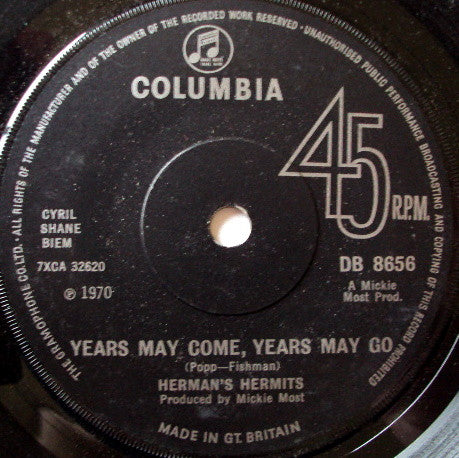 THE GRAMOPHONE CO. LTD. · ALL RIGHTS OF THE MANUFACTURER AND OF THE OWNER OF THE RECORDED WORK RESERVED · UNAUTHORISED PUBLIC PERFORMANCE BROADCASTING AND COPYING OF THIS RECORD PROHIBITED
COLUMBIA
45 R.P.M.
CYRIL
SHANE
BIEM
7XCA 32620
℗ 1970
DB 8656
A Mickie
Most Prod.
YEARS MAY COME, YEARS MAY GO
(Popp—Fishman)
HERMAN'S HERMITS
Produced by Mickie Most
MADE IN GT. BRITAIN